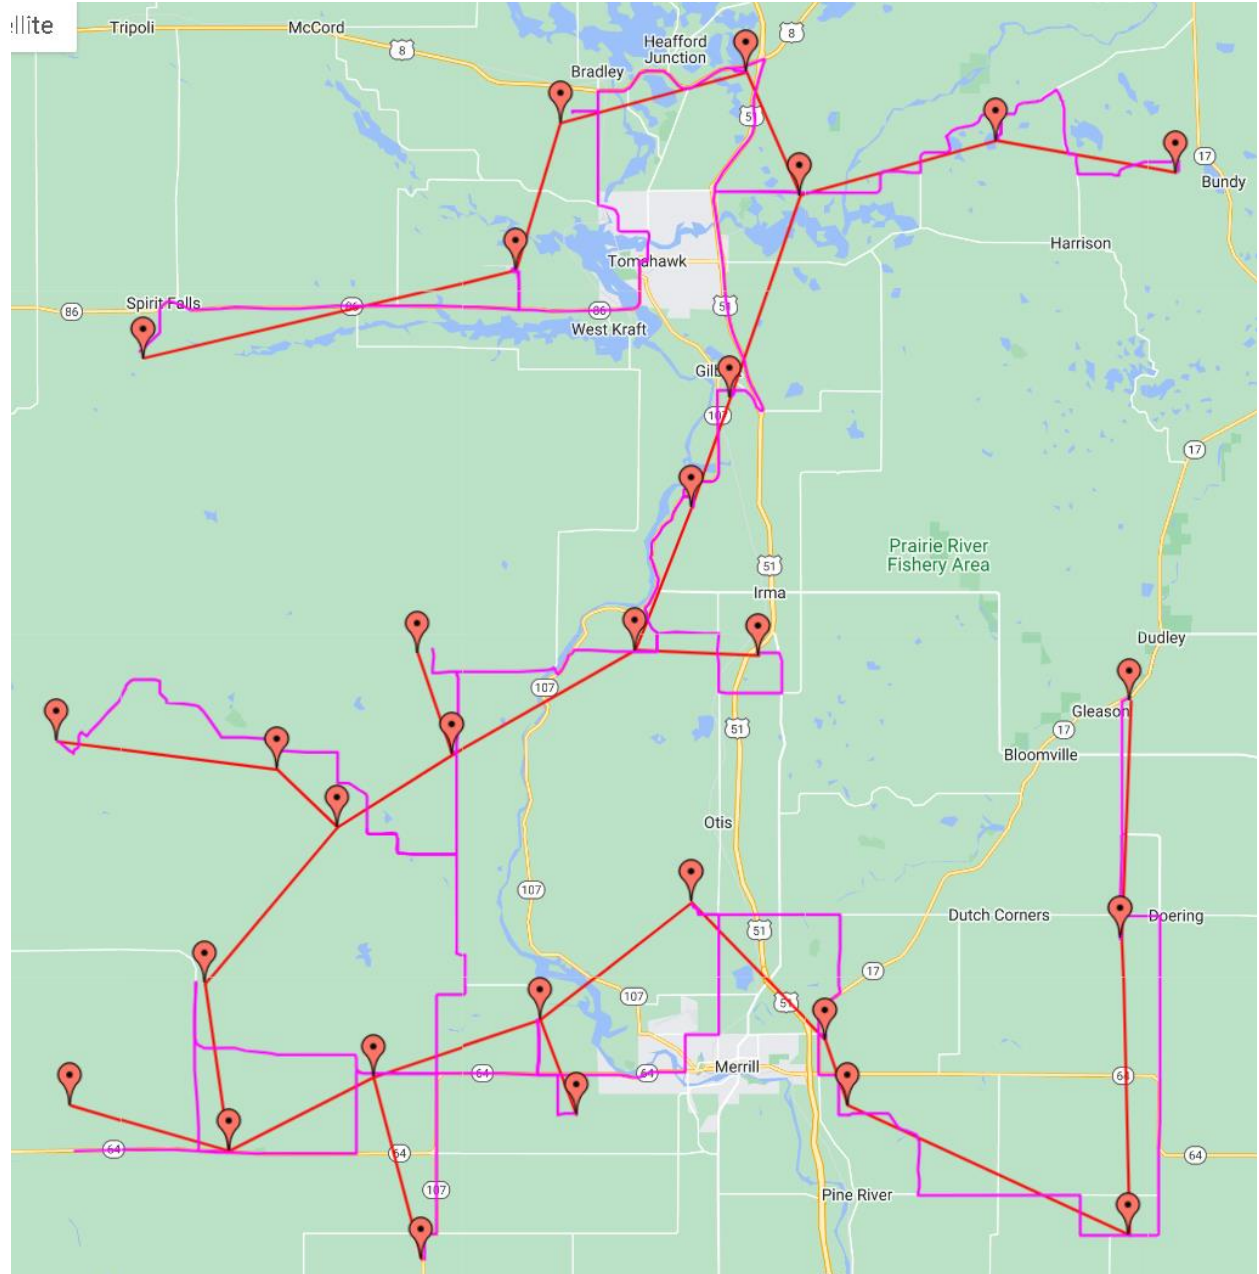 ellite
Tripoli
McCord
8
Heafford
Junction
8
Bradley
51
17
Bundy
Harrison
Tomahawk
86
Spirit Falls
86
86
51
West Kraft
107
17
Prairie River
Fishery Area
51
Irma
Dudley
107
Gleason
17
51
Bloomville
Otis
107
Dutch Corners
Doering
51
17
107
51
64
64
Merrill
64
64
64
64
107
Pine River